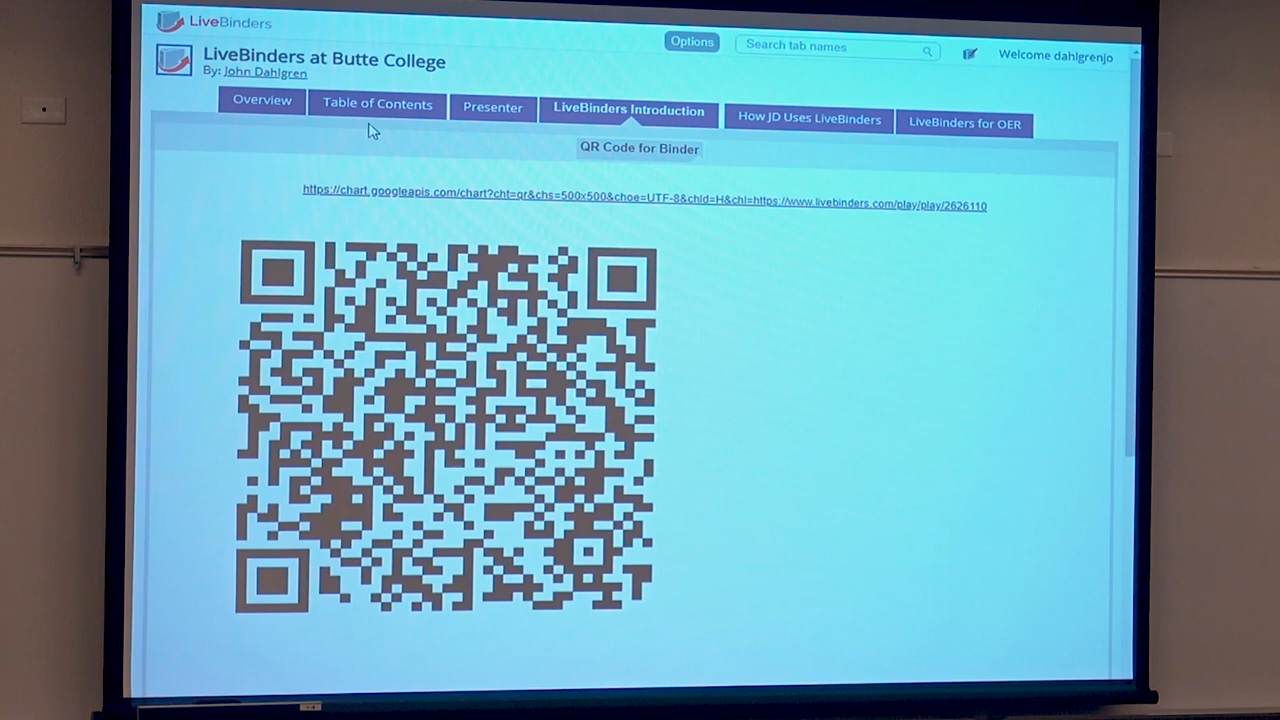 LiveBinders
Options
Search tab names
Welcome dahlgrenjo
LiveBinders at Butte College
By: John Dahlgren
Overview
Table of Contents
Presenter
LiveBinders Introduction
How JD Uses LiveBinders
LiveBinders for OER
QR Code for Binder
https://chart.googleapis.com/chart?cht=qr&chs=500x500&choe=UTF-8&chld=H&chl=https://www.livebinders.com/play/play/2626110